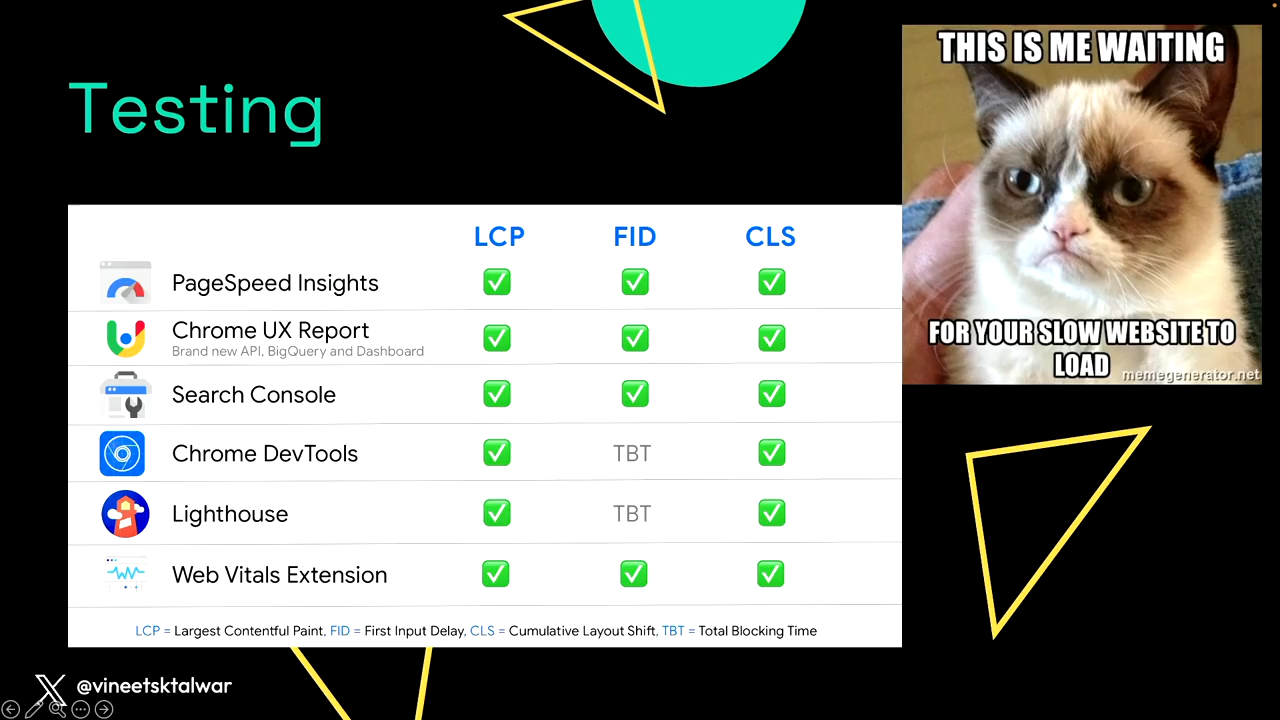 Testing
THIS IS ME WAITING
FOR YOUR SLOW WEBSITE TO
LOAD
memegenerator.net
LCP FID CLS
PageSpeed Insights ✅ ✅ ✅
Chrome UX Report ✅ ✅ ✅
Brand new API, BigQuery and Dashboard
Search Console ✅ ✅ ✅
Chrome DevTools ✅ TBT ✅
Lighthouse ✅ TBT ✅
Web Vitals Extension ✅ ✅ ✅
LCP = Largest Contentful Paint, FID = First Input Delay, CLS = Cumulative Layout Shift, TBT = Total Blocking Time
@vineetsktalwar